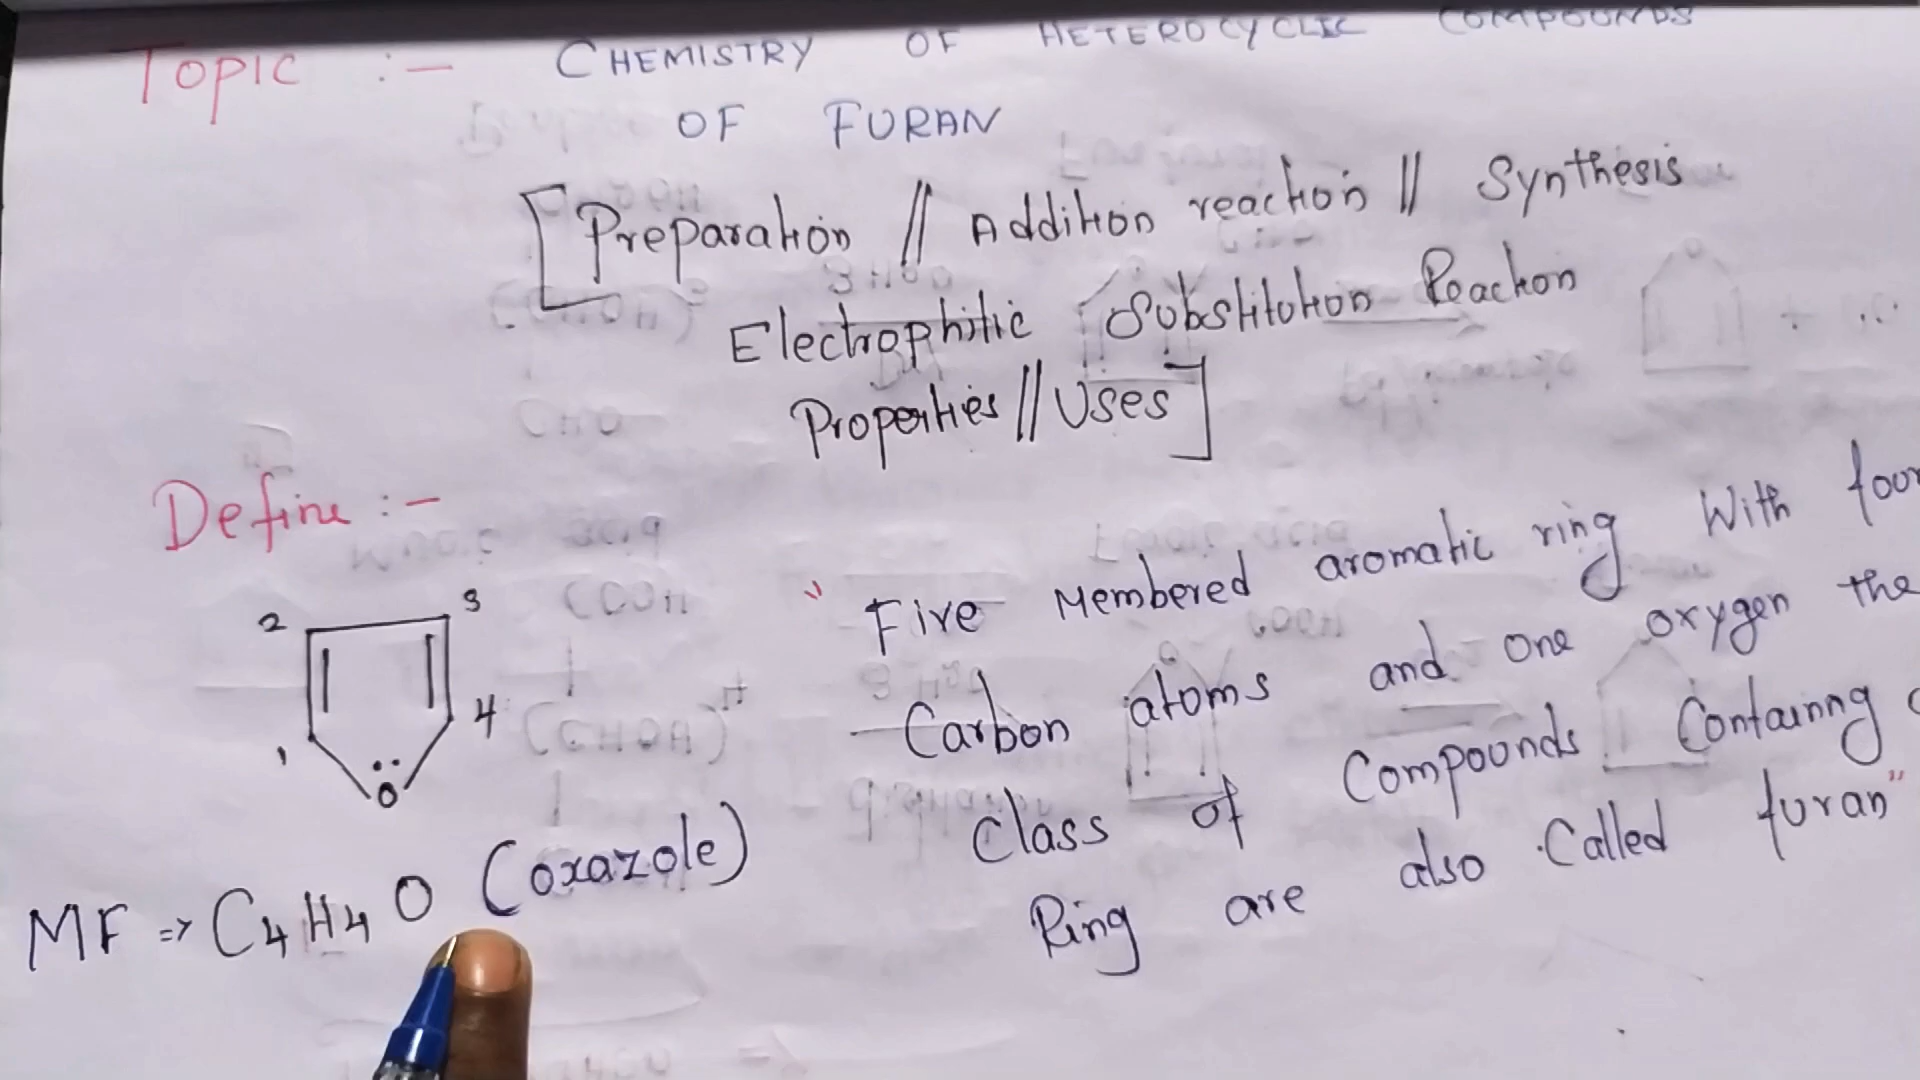 Topic :- CHEMISTRY OF HETEROCYCLIC COMPOUNDS
OF FURAN
[Preparation // Addition reaction // Synthesis
Electrophilic Substitution Reaction
Properties // Uses]
Define :-
2 3
1 4
O
"Five Membered aromatic ring With four
Carbon atoms and one oxygen the
Class of Compounds Containing
Ring are also Called furan"
MF => C4H4O (oxazole)